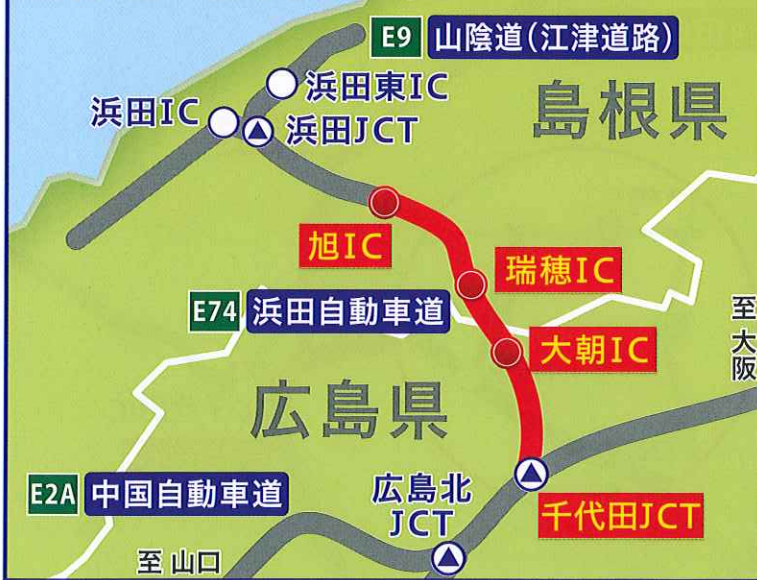 E9 山陰道(江津道路)
浜田東IC
浜田IC
浜田JCT
島根県
旭IC
瑞穂IC
E74 浜田自動車道
至大阪
大朝IC
広島県
E2A 中国自動車道
広島北
JCT
千代田JCT
至 山口